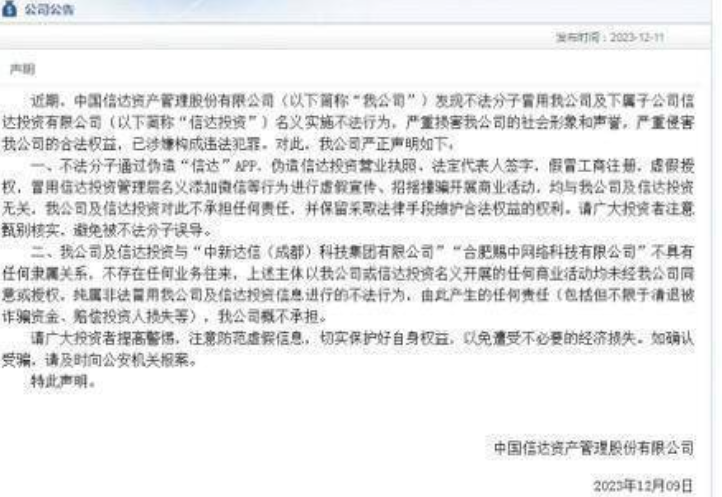 公司公告
发布时间：2023-12-11
声明
近期，中国信达资产管理股份有限公司（以下简称“我公司”）发现不法分子冒用我公司及下属子公司信
达投资有限公司（以下简称“信达投资”）名义实施不法行为，严重损害我公司的社会形象和声誉，严重侵害
我公司的合法权益，已涉嫌构成违法犯罪。对此，我公司严正声明如下。
一、不法分子通过伪造“信达”APP、伪造信达投资营业执照、法定代表人签字，假冒工商注册，虚假授
权，冒用信达投资管理层名义添加微信等行为进行虚假宣传、招摇撞骗开展商业活动，均与我公司及信达投资
无关，我公司及信达投资对此不承担任何责任，并保留采取法律手段维护合法权益的权利。请广大投资者注意
甄别核实，避免被不法分子误导。
二、我公司及信达投资与“中新达信（成都）科技集团有限公司”“合肥赐中网络科技有限公司”不具有
任何隶属关系，不存在任何业务往来，上述主体以我公司或信达投资名义开展的任何商业活动均未经我公司同
意或授权，纯属非法冒用我公司及信达投资信息进行的不法行为，由此产生的任何责任（包括但不限于清退被
诈骗资金、赔偿投资人损失等），我公司概不承担。
请广大投资者提高警惕，注意防范虚假信息，切实保护好自身权益，以免遭受不必要的经济损失。如确认
受骗，请及时向公安机关报案。
特此声明。
中国信达资产管理股份有限公司
2023年12月09日